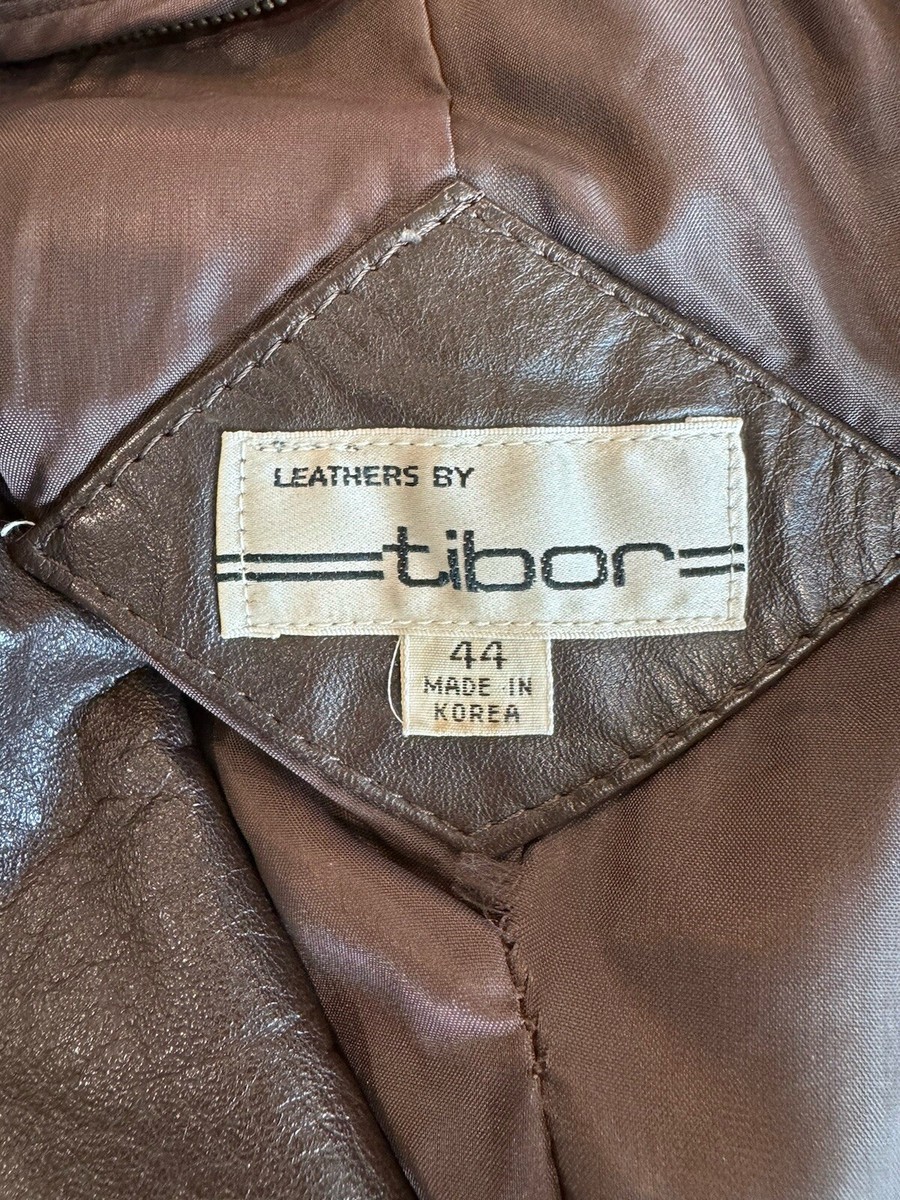 LEATHERS BY
tibor
44
MADE IN
KOREA